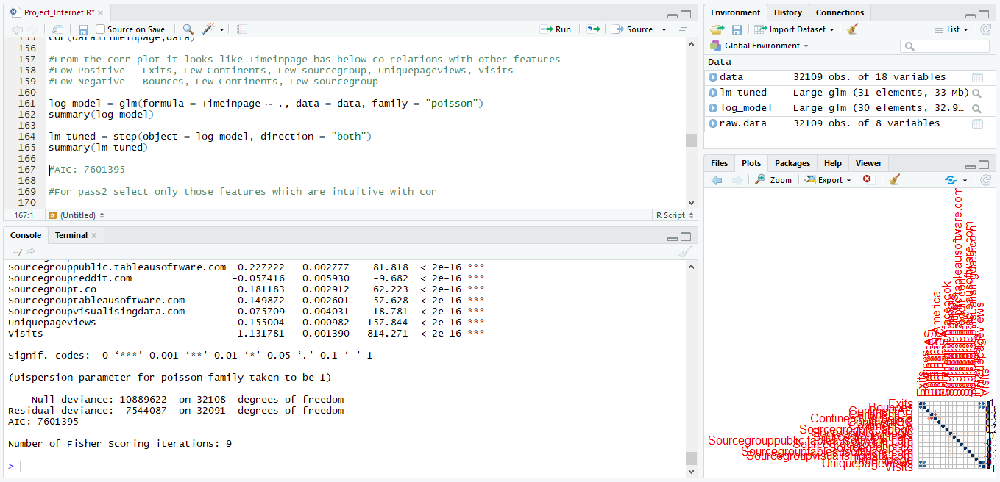 Project_Internet.R*
Source on Save
Run
Source
155 cor(data$Timeinpage,data)
156
157 #From the corr plot it looks like Timeinpage has below co-relations with other features
158 #Low Positive - Exits, Few Continents, Few sourcegroup, Uniquepageviews, Visits
159 #Low Negative - Bounces, Few Continents, Few sourcegroup
160
161 log_model = glm(formula = Timeinpage ~ ., data = data, family = "poisson")
162 summary(log_model)
163
164 lm_tuned = step(object = log_model, direction = "both")
165 summary(lm_tuned)
166
167 #AIC: 7601395
168
169 #For pass2 select only those features which are intuitive with cor
170
167:1 # (Untitled) R Script
Console Terminal
~/
Sourcegrouppublic.tableausoftware.com 0.227222 0.002777 81.818 < 2e-16 ***
Sourcegroupreddit.com -0.057416 0.005930 -9.682 < 2e-16 ***
Sourcegroupt.co 0.181183 0.002912 62.223 < 2e-16 ***
Sourcegrouptableausoftware.com 0.149872 0.002601 57.628 < 2e-16 ***
Sourcegroupvisualisingdata.com 0.075709 0.004031 18.781 < 2e-16 ***
Uniquepageviews -0.155004 0.000982 -157.844 < 2e-16 ***
Visits 1.131781 0.001390 814.271 < 2e-16 ***
---
Signif. codes: 0 ‘***’ 0.001 ‘**’ 0.01 ‘*’ 0.05 ‘.’ 0.1 ‘ ’ 1
(Dispersion parameter for poisson family taken to be 1)
Null deviance: 10889622 on 32108 degrees of freedom
Residual deviance: 7544087 on 32091 degrees of freedom
AIC: 7601395
Number of Fisher Scoring iterations: 9
>
Environment History Connections
Import Dataset List
Global Environment
Data
data 32109 obs. of 18 variables
lm_tuned Large glm (31 elements, 33 Mb)
log_model Large glm (30 elements, 32.9…
raw.data 32109 obs. of 8 variables
Files Plots Packages Help Viewer
Zoom Export
Exits
Bounces
Sourcegrouppublic.tableausoftware.com
Sourcegrouptableausoftware.com
Sourcegroupvisualisingdata.com
Uniquepageviews
Visits